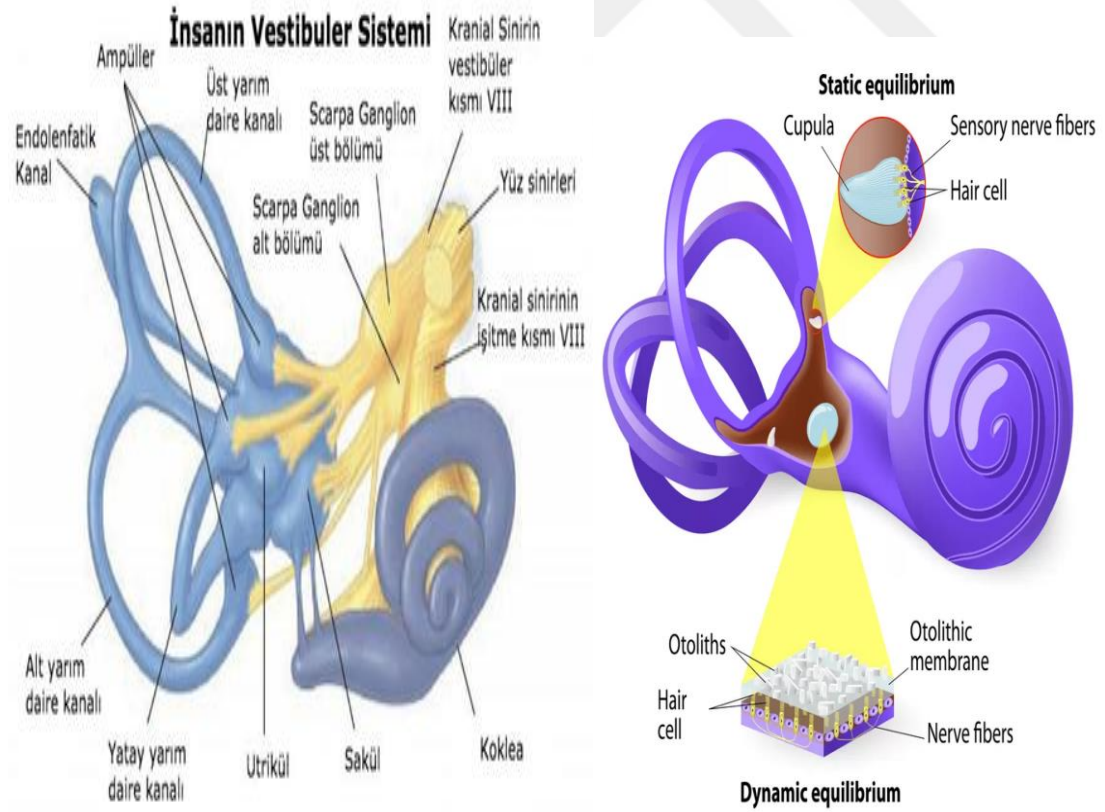 İnsanın Vestibuler Sistemi
Ampüller
Üst yarım
daire kanalı
Endolenfatik
Kanal
Scarpa Ganglion
üst bölümü
Scarpa Ganglion
alt bölümü
Kranial Sinirin
vestibüler
kısmı VIII
Yüz sinirleri
Kranial sinirinin
işitme kısmı VIII
Alt yarım
daire kanalı
Yatay yarım
daire kanalı
Utrikül
Sakül
Koklea
Static equilibrium
Cupula
Sensory nerve fibers
Hair cell
Otoliths
Otolithic
membrane
Hair
cell
Nerve fibers
Dynamic equilibrium